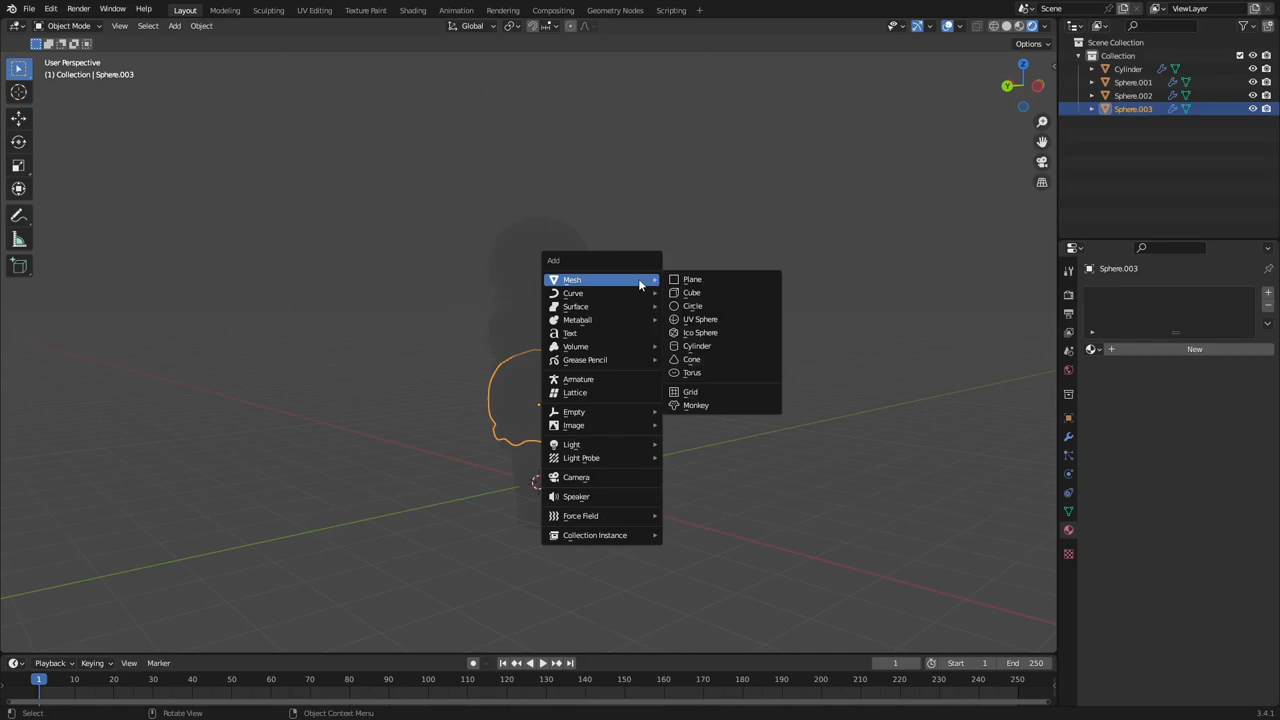 File Edit Render Window Help Layout Modeling Sculpting UV Editing Texture Paint Shading Animation Rendering Compositing Geometry Nodes Scripting Scene ViewLayer
Object Mode View Select Add Object Global
Options
User Perspective
(1) Collection | Sphere.003
Z
Y
Scene Collection
Collection
Cylinder
Sphere.001
Sphere.002
Sphere.003
Add
Mesh
Curve
Surface
Metaball
Text
Volume
Grease Pencil
Armature
Lattice
Empty
Image
Light
Light Probe
Camera
Speaker
Force Field
Collection Instance
Plane
Cube
Circle
UV Sphere
Ico Sphere
Cylinder
Cone
Torus
Grid
Monkey
Sphere.003
New
Playback Keying View Marker 1 Start 1 End 250
1 10 20 30 40 50 60 70 80 90 100 110 120 130 140 150 160 170 180 190 200 210 220 230 240 250
Select Rotate View Object Context Menu 3.4.1